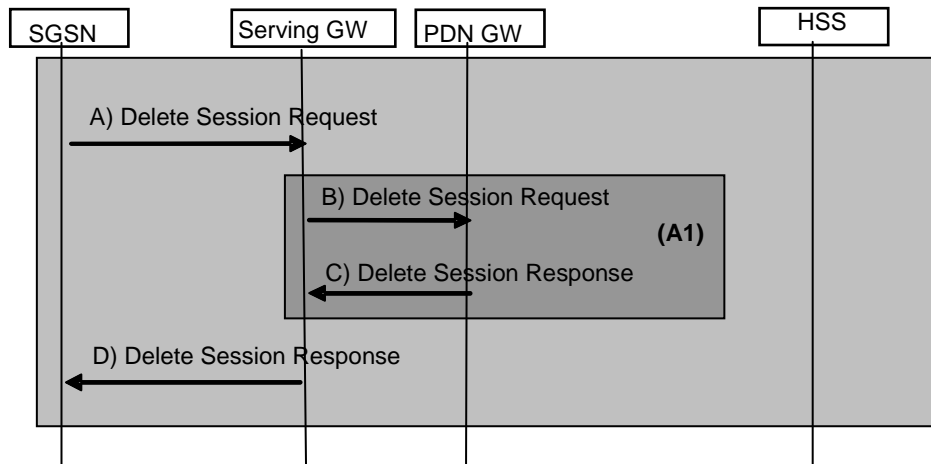 SGSN
Serving GW
PDN GW
HSS
A) Delete Session Request
B) Delete Session Request
(A1)
C) Delete Session Response
D) Delete Session Response